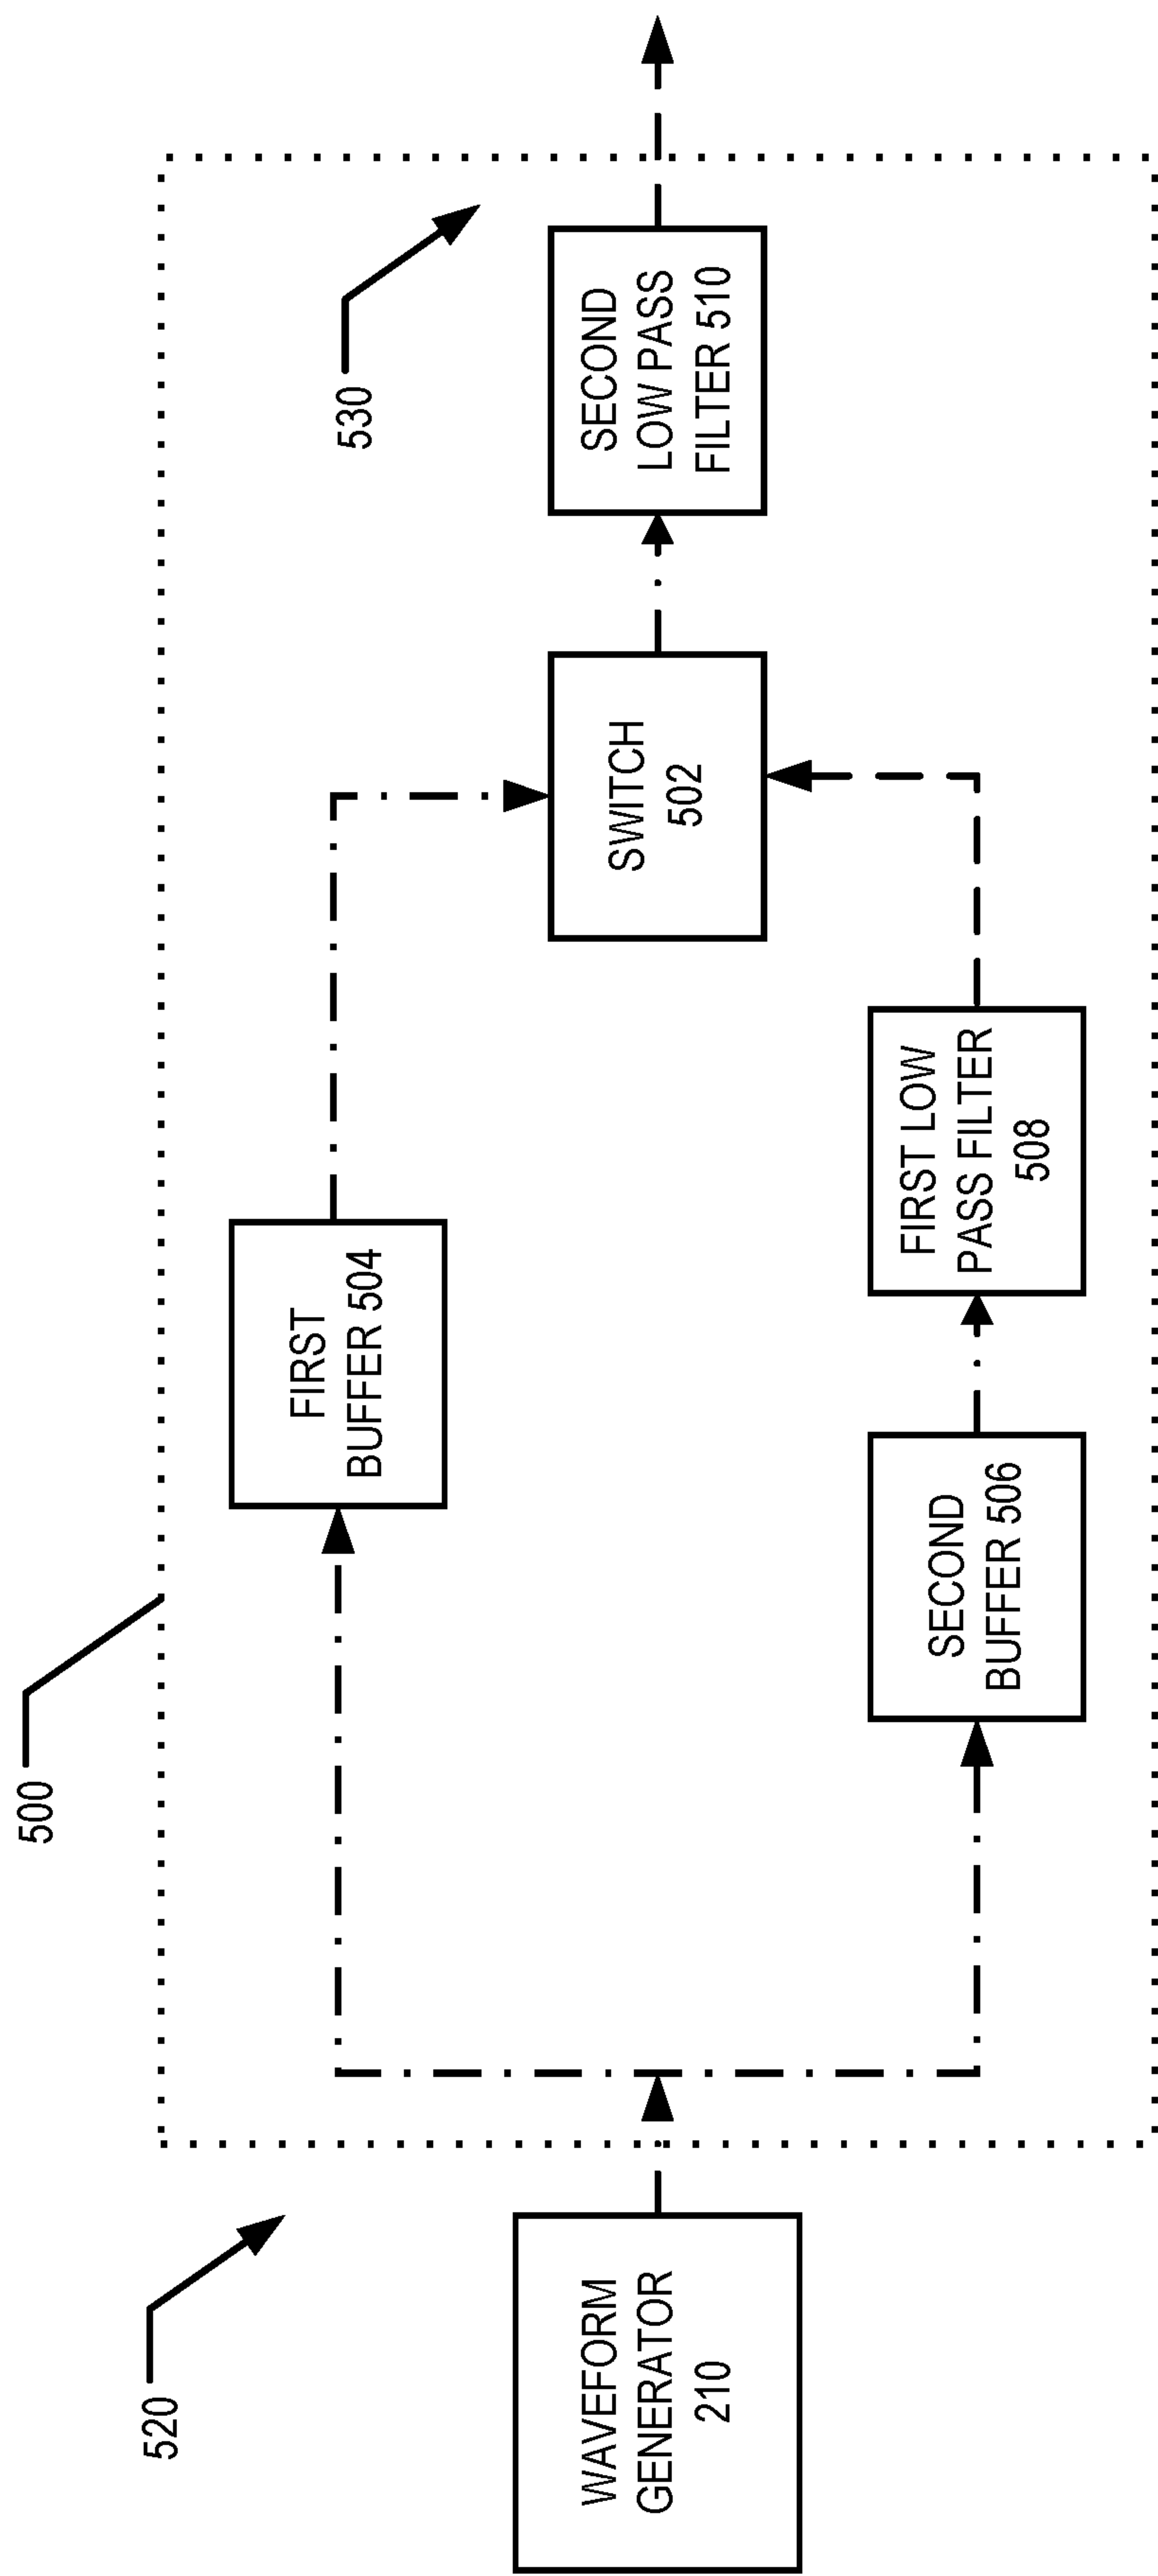 500
520
530
WAVEFORM
GENERATOR
210
FIRST
BUFFER 504
SECOND
BUFFER 506
FIRST LOW
PASS FILTER
508
SWITCH
502
SECOND
LOW PASS
FILTER 510